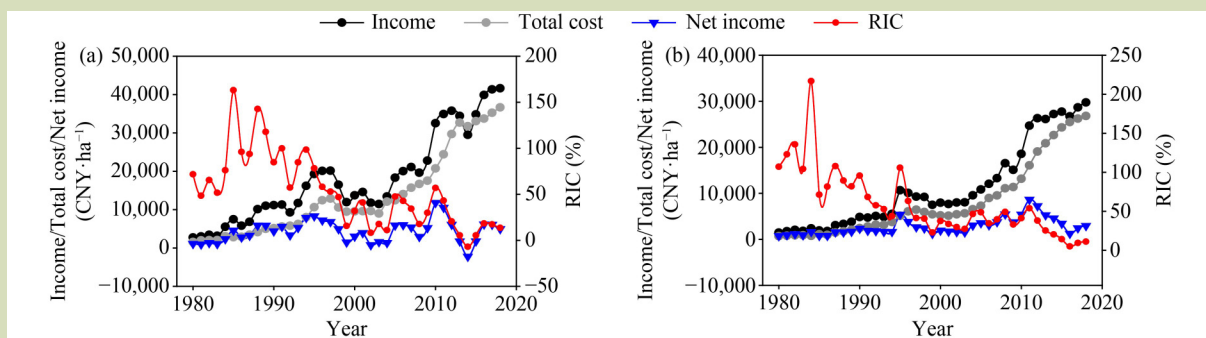 Income Total cost Net income RIC
(a)
Income/Total cost/Net income
(CNY·ha⁻¹)
50,000
40,000
30,000
20,000
10,000
0
−10,000
200
150
100
50
0
−50
RIC (%)
1980 1990 2000 2010 2020
Year
(b)
Income/Total cost/Net income
(CNY·ha⁻¹)
40,000
30,000
20,000
10,000
0
−10,000
250
200
150
100
50
0
RIC (%)
1980 1990 2000 2010 2020
Year